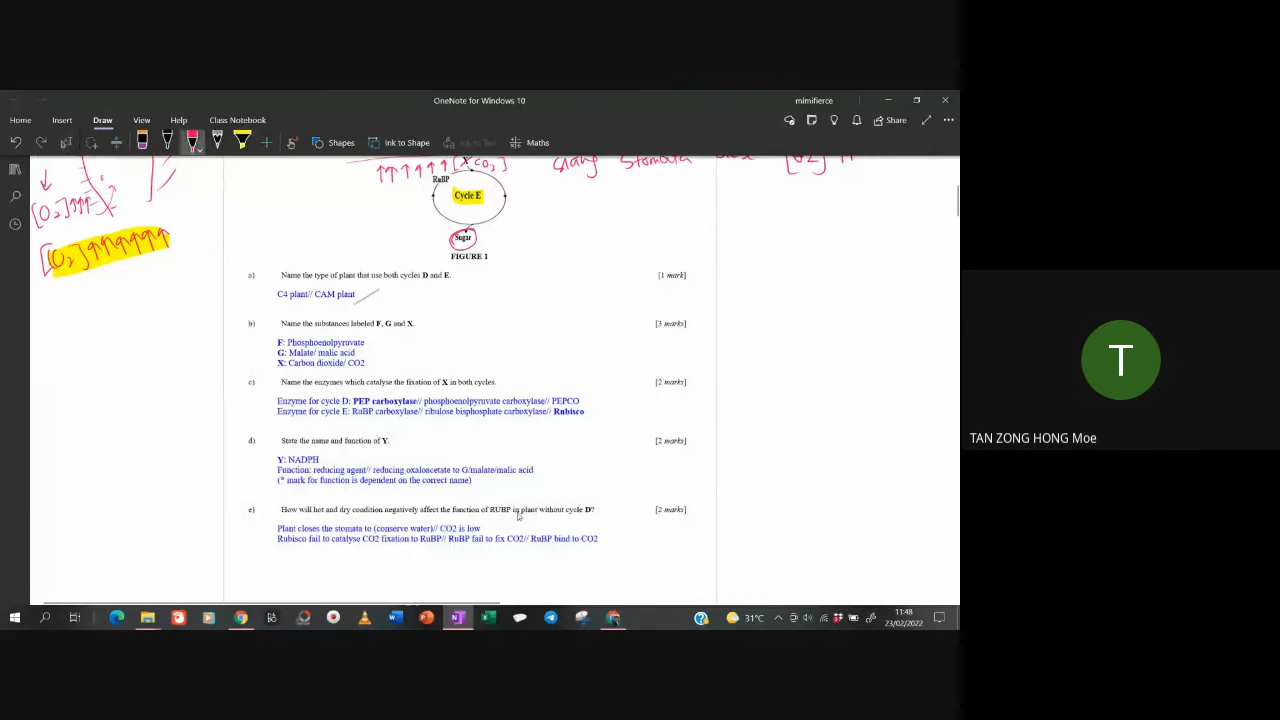 OneNote for Windows 10
mimifierce
Home Insert Draw View Help Class Notebook
Share
Shapes Ink to Shape Ink to Text Maths
Stomata
[O2]↑↑↑
[O2]↑↑↑↑↑↑↑
↑↑↑↑↑↑[CO2]
X
RuBP
Cycle E
Sugar
FIGURE 1
a) Name the type of plant that use both cycles D and E. [1 mark]
C4 plant// CAM plant
b) Name the substances labeled F, G and X. [3 marks]
F: Phosphoenolpyruvate
G: Malate/ malic acid
X: Carbon dioxide/ CO2
c) Name the enzymes which catalyse the fixation of X in both cycles. [2 marks]
Enzyme for cycle D: PEP carboxylase// phosphoenolpyruvate carboxylase// PEPCO
Enzyme for cycle E: RuBP carboxylase// ribulose bisphosphate carboxylase// Rubisco
d) State the name and function of Y. [2 marks]
Y: NADPH
Function: reducing agent// reducing oxaloacetate to G/malate/malic acid
(* mark for function is dependent on the correct name)
e) How will hot and dry condition negatively affect the function of RUBP in plant without cycle D? [2 marks]
Plant closes the stomata to (conserve water)// CO2 is low
Rubisco fail to catalyse CO2 fixation to RuBP// RuBP fail to fix CO2// RuBP bind to CO2
T
TAN ZONG HONG Moe
31°C
11:48
23/02/2022